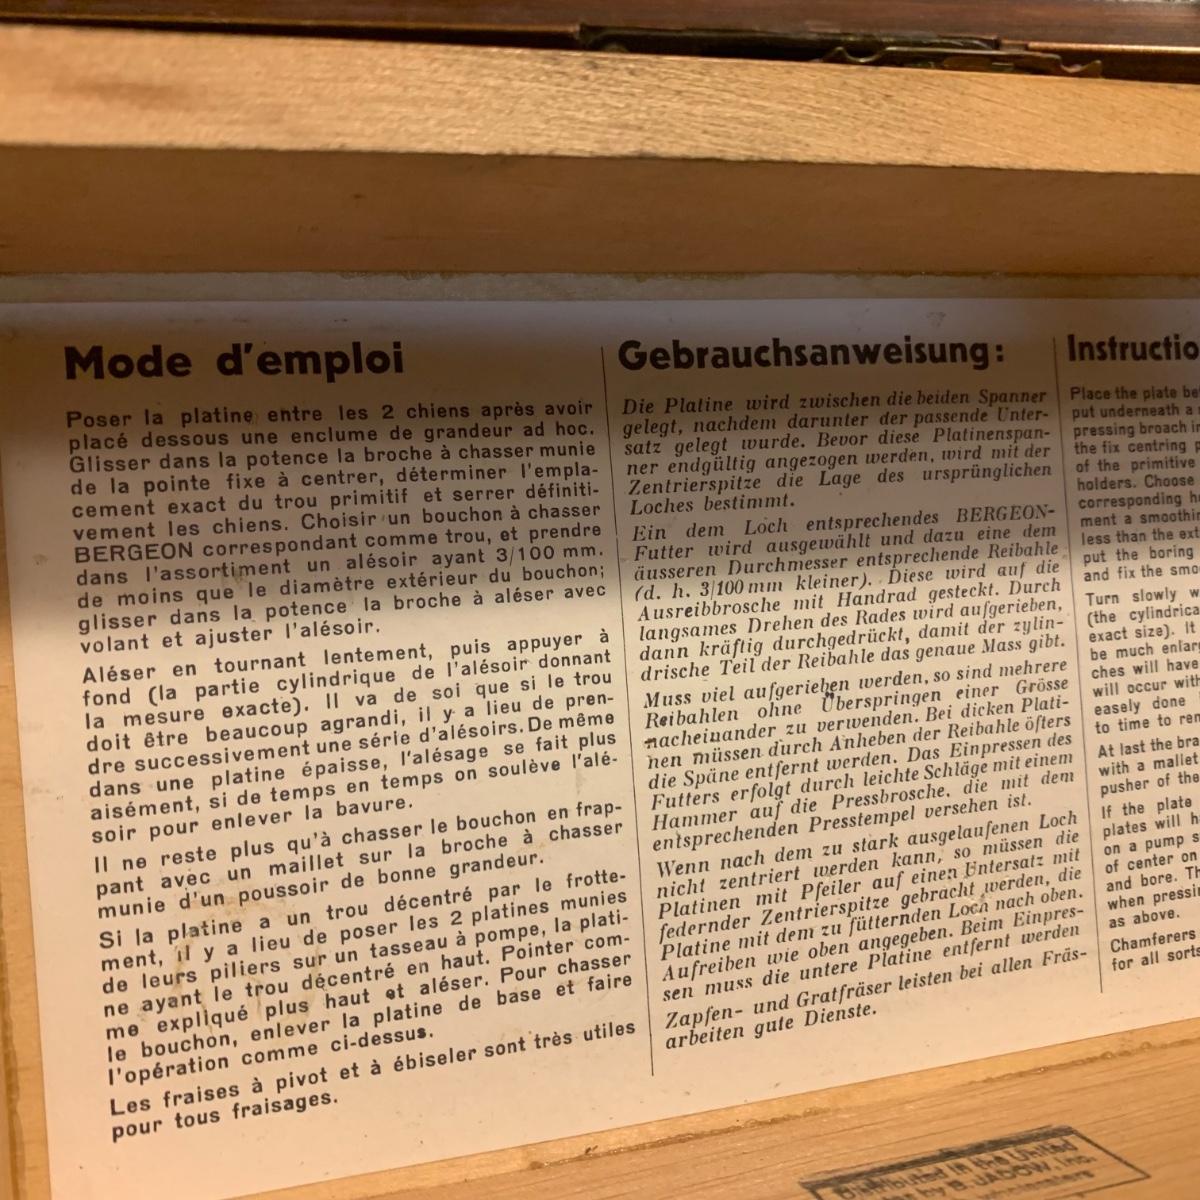 Mode d'emploi
Poser la platine entre les 2 chiens après avoir
placé dessous une enclume de grandeur ad hoc.
Glisser dans la potence la broche à chasser munie
de la pointe fixe à centrer, déterminer l'empla-
cement exact du trou primitif et serrer définiti-
vement les chiens. Choisir un bouchon à chasser
BERGEON correspondant comme trou, et prendre
dans l'assortiment un alésoir ayant 3/100 mm.
de moins que le diamètre extérieur du bouchon;
glisser dans la potence la broche à aléser avec
volant et ajuster l'alésoir.
Aléser en tournant lentement, puis appuyer à
fond (la partie cylindrique de l'alésoir donnant
la mesure exacte). Il va de soi que si le trou
doit être beaucoup agrandi, il y a lieu de pren-
dre successivement une série d'alésoirs. De même
dans une platine épaisse, l'alésage se fait plus
aisément, si de temps en temps on soulève l'alé-
soir pour enlever la bavure.
Il ne reste plus qu'à chasser le bouchon en frap-
pant avec un maillet sur la broche à chasser
munie d'un poussoir de bonne grandeur.
Si la platine a un trou décentré par le frotte-
ment, il y a lieu de poser les 2 platines munies
de leurs piliers sur un tasseau à pompe, la plati-
ne ayant le trou décentré en haut. Pointer com-
me expliqué plus haut et aléser. Pour chasser
le bouchon, enlever la platine de base et faire
l'opération comme ci-dessus.
Les fraises à pivot et à ébiseler sont très utiles
pour tous fraisages.
Gebrauchsanweisung:
Die Platine wird zwischen die beiden Spanner
gelegt, nachdem darunter der passende Unter-
satz gelegt wurde. Bevor diese Platinenspan-
ner endgültig angezogen werden, wird mit der
Zentrierspitze die Lage des ursprünglichen
Loches bestimmt.
Ein dem Loch entsprechendes BERGEON-
Futter wird ausgewählt und dazu eine dem
äusseren Durchmesser entsprechende Reibahle
(d. h. 3/100 mm kleiner). Diese wird auf die
Ausreibbrosche mit Handrad gesteckt. Durch
langsames Drehen des Rades wird aufgerieben,
dann kräftig durchgedrückt, damit der zylin-
drische Teil der Reibahle das genaue Mass gibt.
Muss viel aufgerieben werden, so sind mehrere
Reibahlen ohne Überspringen einer Grösse
nacheinander zu verwenden. Bei dicken Plati-
nen müssen durch Anheben der Reibahle öfters
die Späne entfernt werden. Das Einpressen des
Futters erfolgt durch leichte Schläge mit einem
Hammer auf die Pressbrosche, die mit dem
entsprechenden Presstempel versehen ist.
Wenn nach dem zu stark ausgelaufenen Loch
nicht zentriert werden kann, so müssen die
Platinen mit Pfeiler auf einen Untersatz mit
federnder Zentrierspitze gebracht werden, die
Platine mit dem zu fütternden Loch nach oben.
Aufreiben wie oben angegeben. Beim Einpres-
sen muss die untere Platine entfernt werden
Zapfen- und Gratfräser leisten bei allen Fräs-
arbeiten gute Dienste.
Instructio
Place the plate be
put underneath a
pressing broach in
the fix centring p
of the primitive
holders. Choose
corresponding h
ment a smoothin
less than the ext
put the boring
and fix the smo
Turn slowly w
(the cylindrica
exact size). It
be much enlar
ches will have
will occur with
easely done
to time to ren
At last the bra
with a mallet
pusher of the
If the plate
plates will h
on a pump s
of center on
and bore. Th
when pressin
as above.
Chamferers
for all sorts
Distributed in the United
by B. JADOW, Inc.